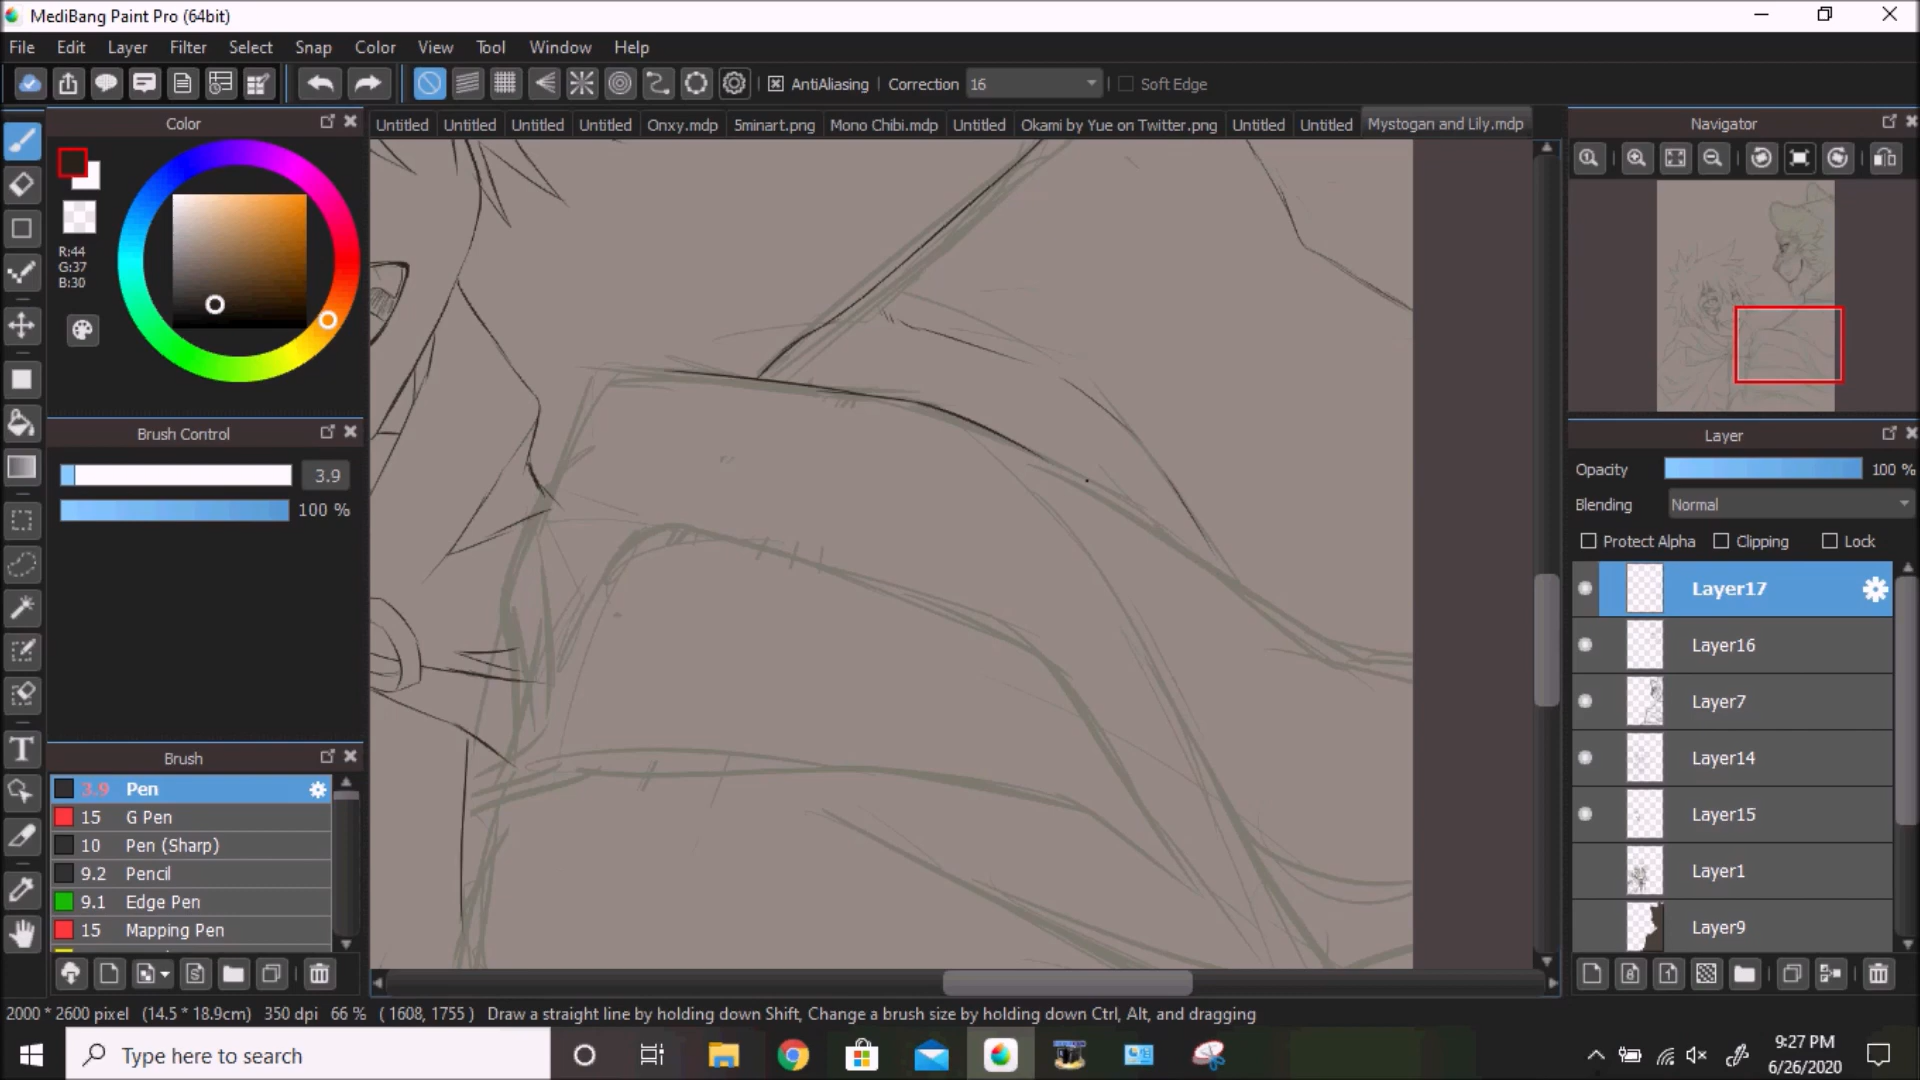 MediBang Paint Pro (64bit)
File Edit Layer Filter Select Snap Color View Tool Window Help
AntiAliasing Correction 16 Soft Edge
Color
Untitled Untitled Untitled Untitled Onxy.mdp 5minart.png Mono Chibi.mdp Untitled Okami by Yue on Twitter.png Untitled Untitled Mystogan and Lily.mdp
Navigator
R:44
G:37
B:30
Brush Control
3.9
100 %
Layer
Opacity 100 %
Blending Normal
Protect Alpha Clipping Lock
Layer17
Layer16
Layer7
Layer14
Layer15
Layer1
Layer9
Brush
3.9 Pen
15 G Pen
10 Pen (Sharp)
9.2 Pencil
9.1 Edge Pen
15 Mapping Pen
2000 * 2600 pixel (14.5 * 18.9cm) 350 dpi 66 % ( 1608, 1755 ) Draw a straight line by holding down Shift, Change a brush size by holding down Ctrl, Alt, and dragging
Type here to search
9:27 PM
6/26/2020